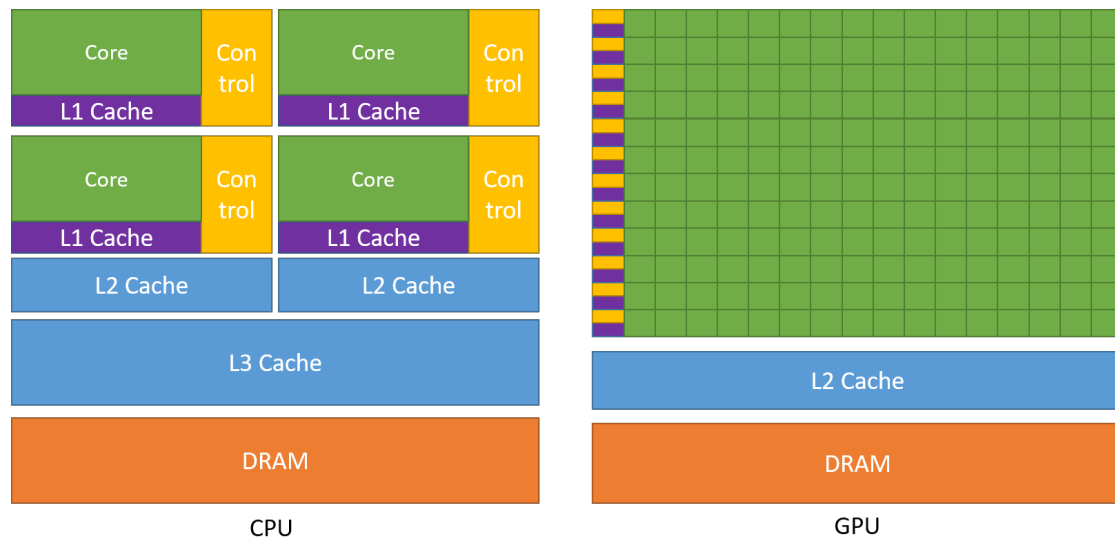 Core
Con
trol
L1 Cache
Core
Con
trol
L1 Cache
Core
Con
trol
L1 Cache
Core
Con
trol
L1 Cache
L2 Cache
L2 Cache
L3 Cache
DRAM
CPU
L2 Cache
DRAM
GPU